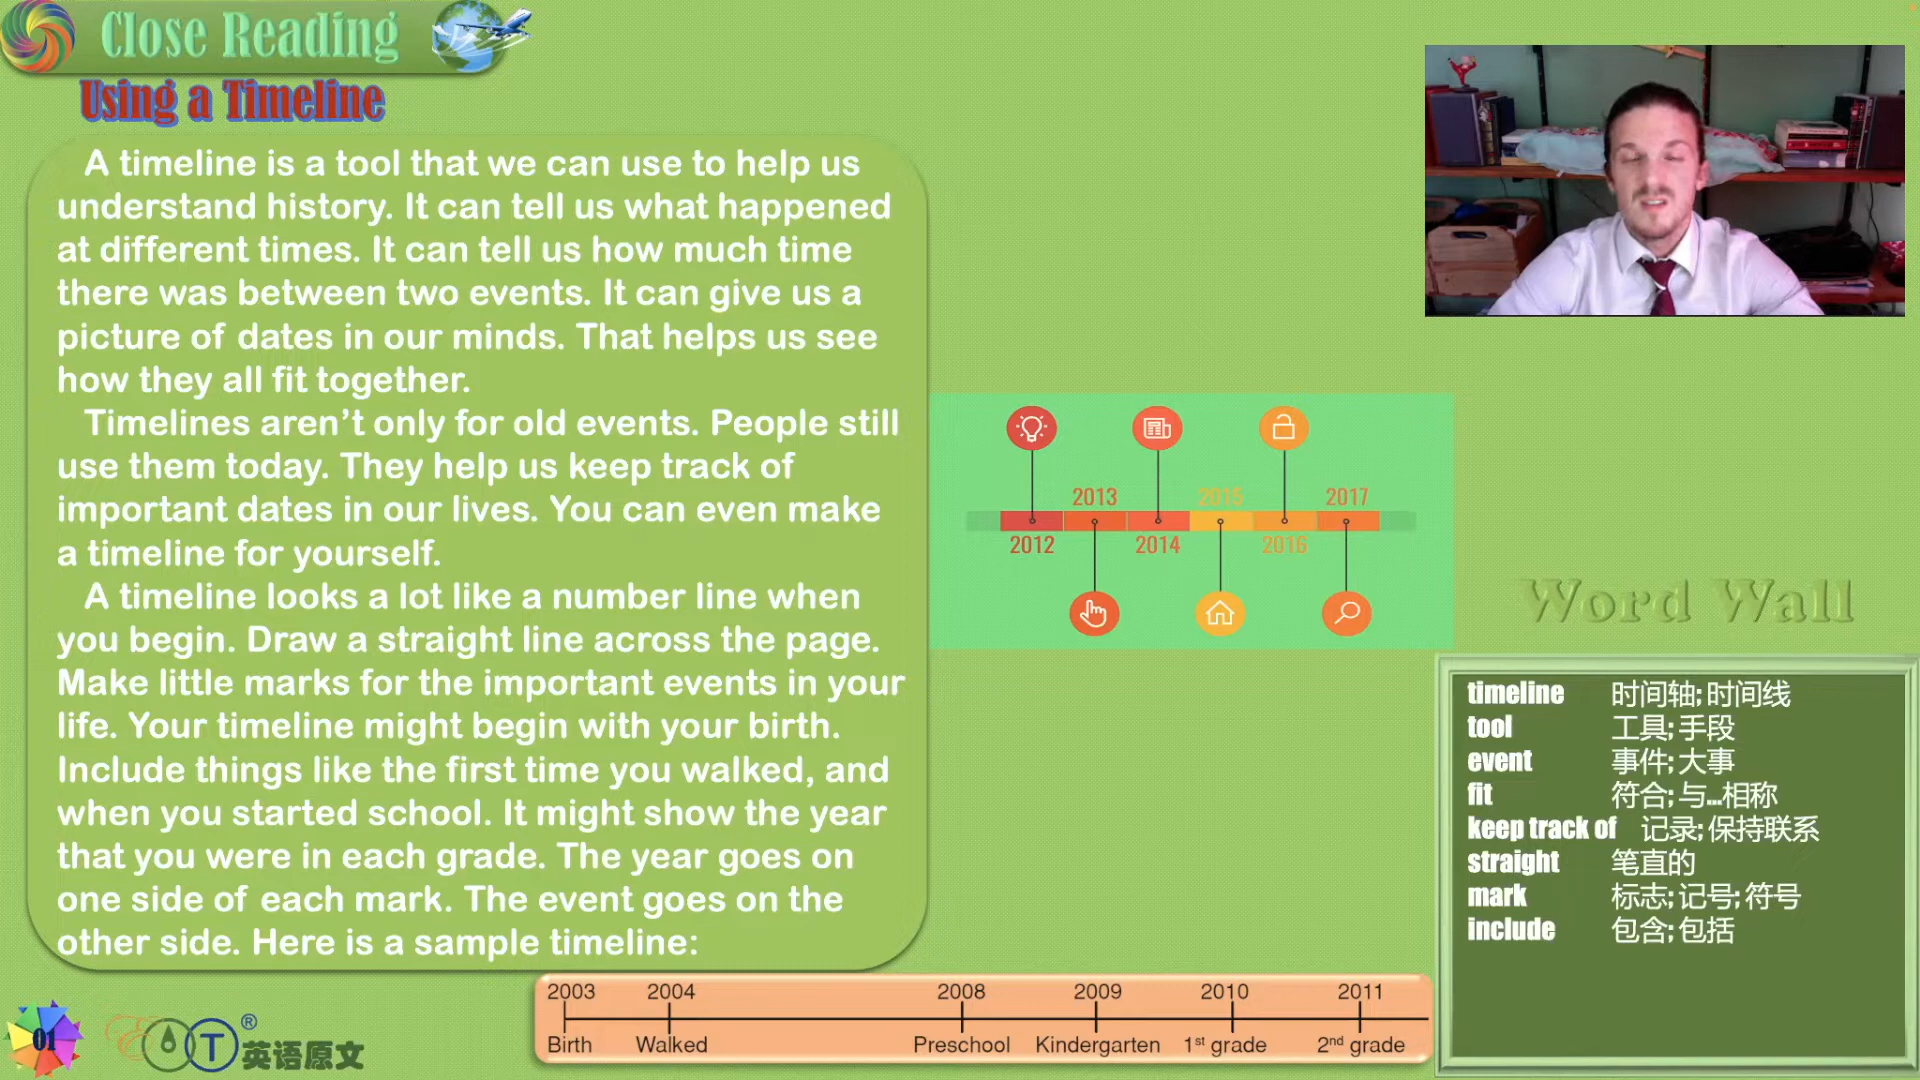 Close Reading
Using a Timeline
A timeline is a tool that we can use to help us
understand history. It can tell us what happened
at different times. It can tell us how much time
there was between two events. It can give us a
picture of dates in our minds. That helps us see
how they all fit together.
Timelines aren’t only for old events. People still
use them today. They help us keep track of
important dates in our lives. You can even make
a timeline for yourself.
A timeline looks a lot like a number line when
you begin. Draw a straight line across the page.
Make little marks for the important events in your
life. Your timeline might begin with your birth.
Include things like the first time you walked, and
when you started school. It might show the year
that you were in each grade. The year goes on
one side of each mark. The event goes on the
other side. Here is a sample timeline:
2013 2015 2017
2012 2014 2016
Word Wall
timeline 时间轴; 时间线
tool 工具; 手段
event 事件; 大事
fit 符合; 与...相称
keep track of 记录; 保持联系
straight 笔直的
mark 标志; 记号; 符号
include 包含; 包括
2003 2004 2008 2009 2010 2011
Birth Walked Preschool Kindergarten 1st grade 2nd grade
01
T ®
英语原文